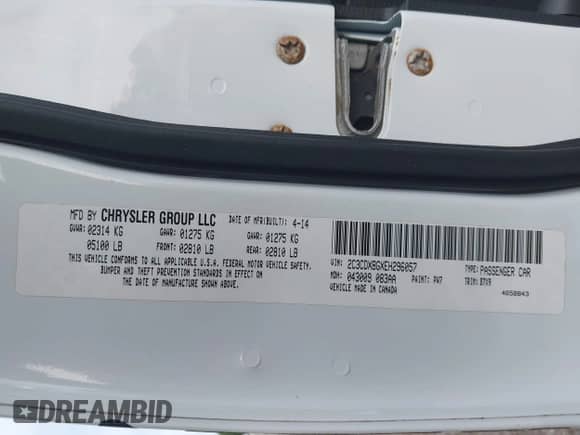 MFD BY CHRYSLER GROUP LLC DATE OF MFR(BUILT): 4-14
GVWR: 02314 KG GAWR: 01275 KG GAWR: 01275 KG
05100 LB FRONT: 02810 LB REAR: 02810 LB
THIS VEHICLE CONFORMS TO ALL APPLICABLE U.S.A. FEDERAL MOTOR VEHICLE SAFETY,
BUMPER AND THEFT PREVENTION STANDARDS IN EFFECT ON
THE DATE OF MANUFACTURE SHOWN ABOVE.
VIN: 2C3CDXBGXEH296057 TYPE: PASSENGER CAR
MDH: 043009 083AA PAINT: PW7 TRIM: B7X9
VEHICLE MADE IN CANADA 4658843
DREAMBID